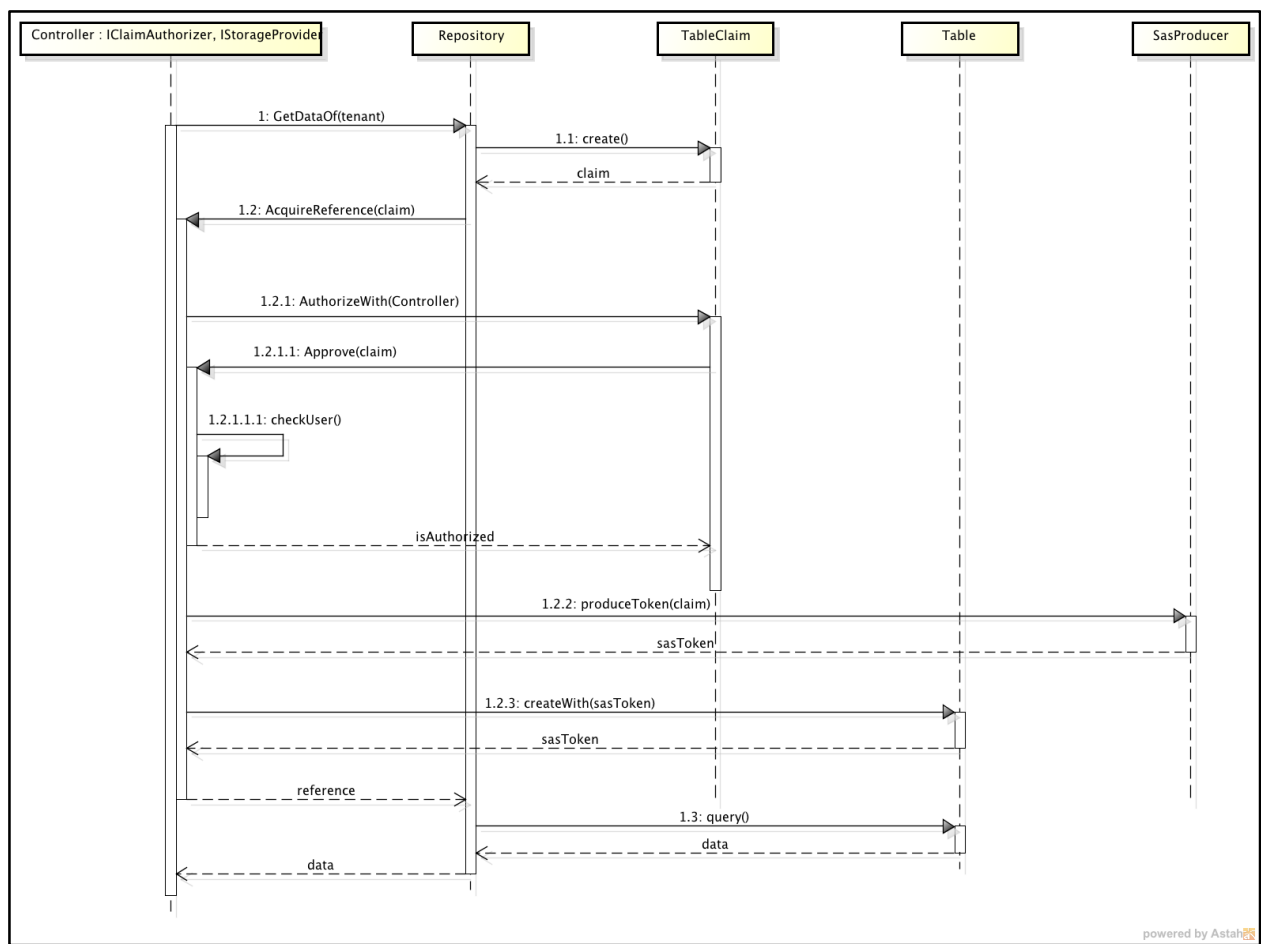 Controller : IClaimAuthorizer, IStorageProvider
Repository
TableClaim
Table
SasProducer
1: GetDataOf(tenant)
1.1: create()
claim
1.2: AcquireReference(claim)
1.2.1: AuthorizeWith(Controller)
1.2.1.1: Approve(claim)
1.2.1.1.1: checkUser()
isAuthorized
1.2.2: produceToken(claim)
sasToken
1.2.3: createWith(sasToken)
sasToken
reference
1.3: query()
data
data
powered by Astah